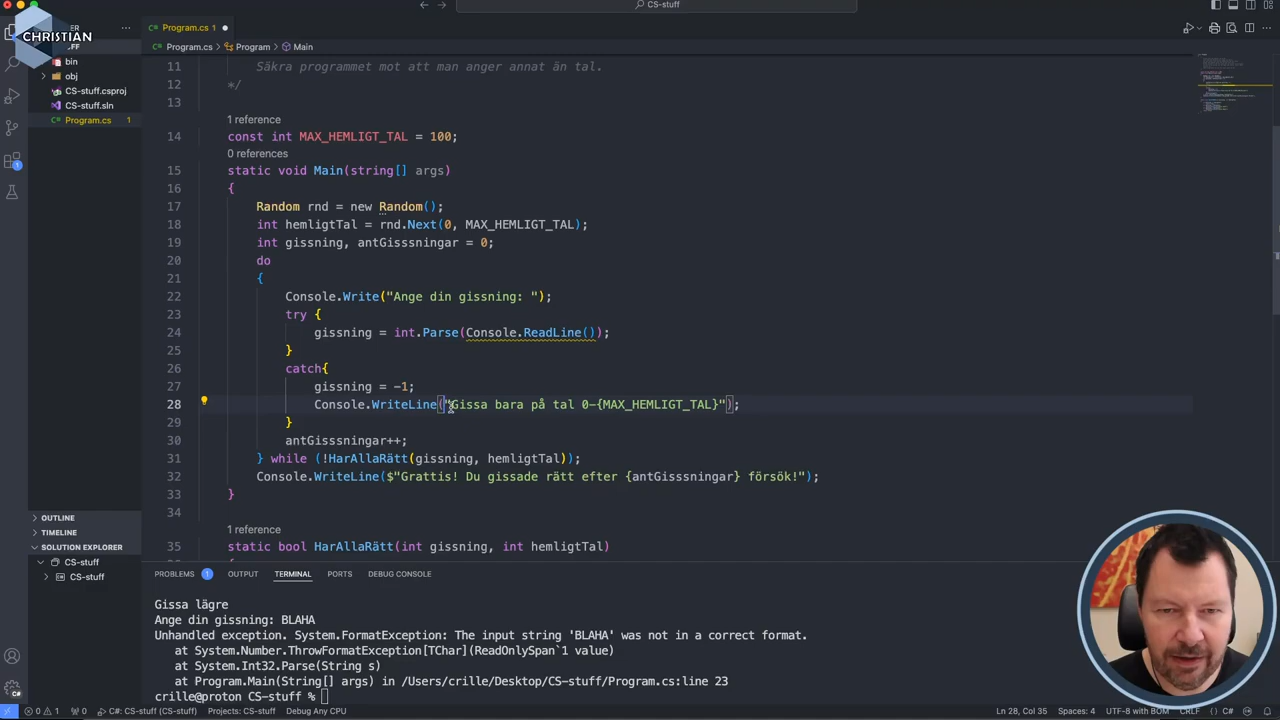 CS-stuff
CHRISTIAN
ER
FF
bin
obj
CS-stuff.csproj
CS-stuff.sln
Program.cs 1
OUTLINE
TIMELINE
SOLUTION EXPLORER
CS-stuff
CS-stuff
Program.cs 1
Program.cs > Program > Main
11 Säkra programmet mot att man anger annat än tal.
12 */
13
1 reference
14 const int MAX_HEMLIGT_TAL = 100;
0 references
15 static void Main(string[] args)
16 {
17 Random rnd = new Random();
18 int hemligtTal = rnd.Next(0, MAX_HEMLIGT_TAL);
19 int gissning, antGisssningar = 0;
20 do
21 {
22 Console.Write("Ange din gissning: ");
23 try {
24 gissning = int.Parse(Console.ReadLine());
25 }
26 catch{
27 gissning = -1;
28 Console.WriteLine("Gissa bara på tal 0-{MAX_HEMLIGT_TAL}");
29 }
30 antGisssningar++;
31 } while (!HarAllaRätt(gissning, hemligtTal));
32 Console.WriteLine($"Grattis! Du gissade rätt efter {antGisssningar} försök!");
33 }
34
1 reference
35 static bool HarAllaRätt(int gissning, int hemligtTal)
PROBLEMS 1 OUTPUT TERMINAL PORTS DEBUG CONSOLE
Gissa lägre
Ange din gissning: BLAHA
Unhandled exception. System.FormatException: The input string 'BLAHA' was not in a correct format.
at System.Number.ThrowFormatException[TChar](ReadOnlySpan`1 value)
at System.Int32.Parse(String s)
at Program.Main(String[] args) in /Users/crille/Desktop/CS-stuff/Program.cs:line 23
crille@proton CS-stuff %
0 1 0 C#: CS-stuff (CS-stuff) Projects: CS-stuff Debug Any CPU Ln 28, Col 35 Spaces: 4 UTF-8 with BOM CRLF C#